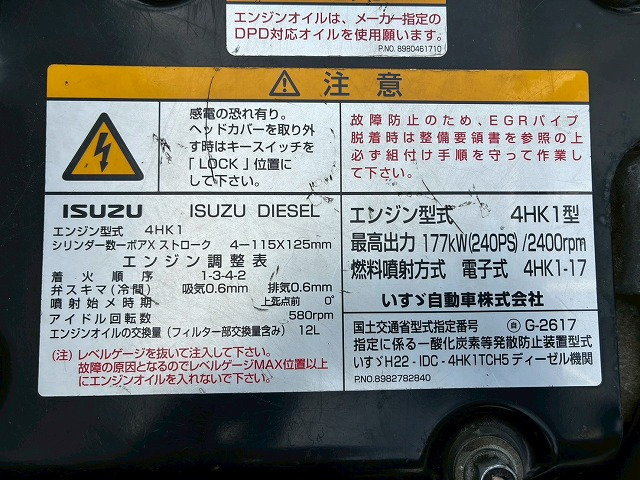 エンジンオイルは、メーカー指定の
DPD対応オイルを使用願います。
P.NO. 8980461710
注意
感電の恐れ有り。
ヘッドカバーを取り外
す時はキースイッチを
「LOCK」位置に
して下さい。
故障防止のため、EGRパイプ
脱着時は整備要領書を参照の上
必ず組付け手順を守って作業し
て下さい。
ISUZU ISUZU DIESEL
エンジン型式 4HK1
シリンダー数ーボアX ストローク 4-115X125mm
エンジン調整表
着火順序 1-3-4-2
弁スキマ(冷間) 吸気0.6mm 排気0.6mm
噴射始メ時期 上死点前 0°
アイドル回転数 580rpm
エンジンオイルの交換量(フィルター部交換量含み) 12L
(注)レベルゲージを抜いて注入して下さい。
故障の原因となるのでレベルゲージMAX位置以上
にエンジンオイルを入れないで下さい。
エンジン型式 4HK1型
最高出力 177kW(240PS)/2400rpm
燃料噴射方式 電子式 4HK1-17
いすゞ自動車株式会社
国土交通省型式指定番号 自 G-2617
指定に係る一酸化炭素等発散防止装置型式
いすゞH22-IDC-4HK1TCH5 ディーゼル機関
P.NO.8982782840